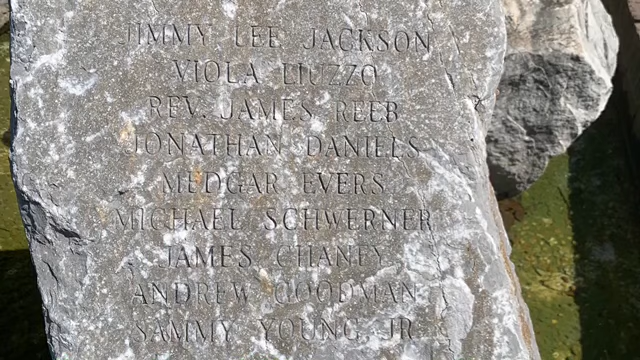 JIMMY LEE JACKSON
VIOLA LIUZZO
REV. JAMES REEB
JONATHAN DANIELS
MEDGAR EVERS
MICHAEL SCHWERNER
JAMES CHANEY
ANDREW GOODMAN
SAMMY YOUNG JR